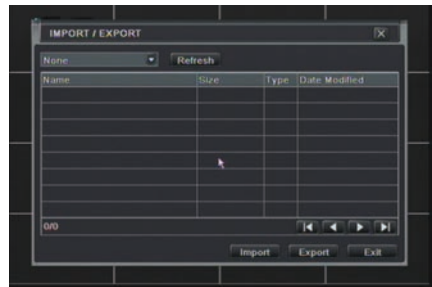 IMPORT / EXPORT
None Refresh
Name Size Type Date Modified
0/0
Import Export Exit